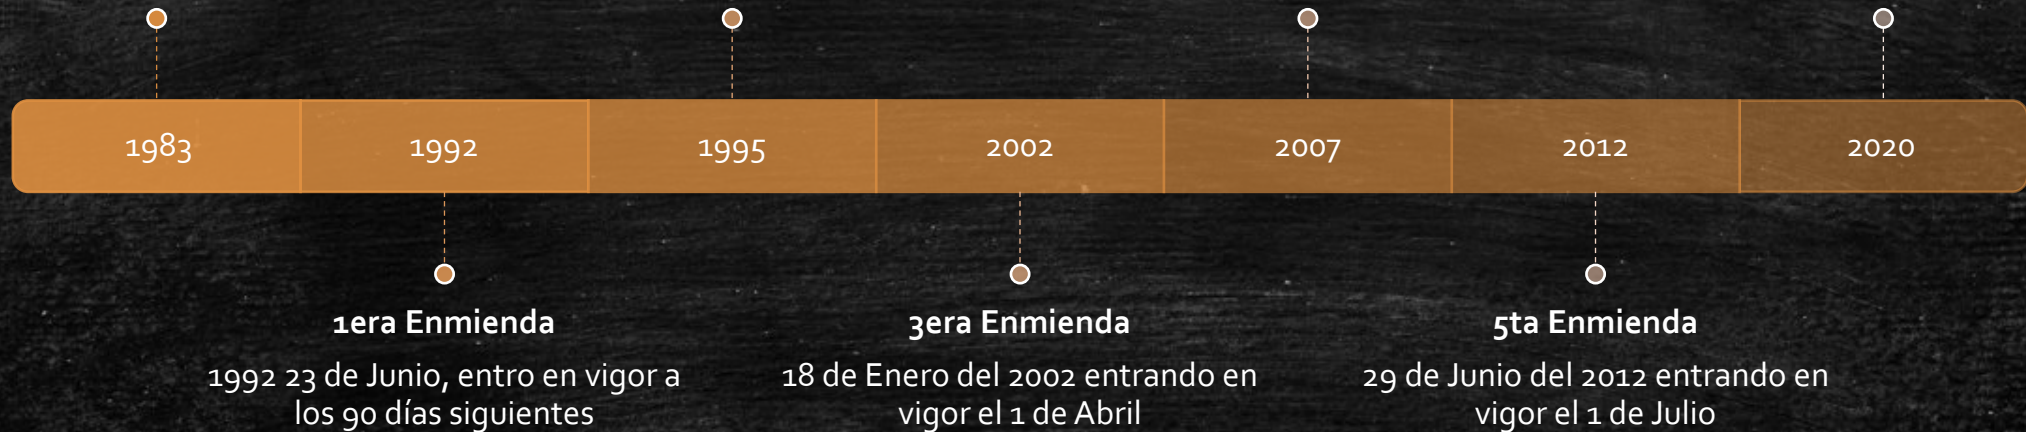 1983 1992 1995 2002 2007 2012 2020
1era Enmienda
1992 23 de Junio, entro en vigor a
los 90 días siguientes
3era Enmienda
18 de Enero del 2002 entrando en
vigor el 1 de Abril
5ta Enmienda
29 de Junio del 2012 entrando en
vigor el 1 de Julio